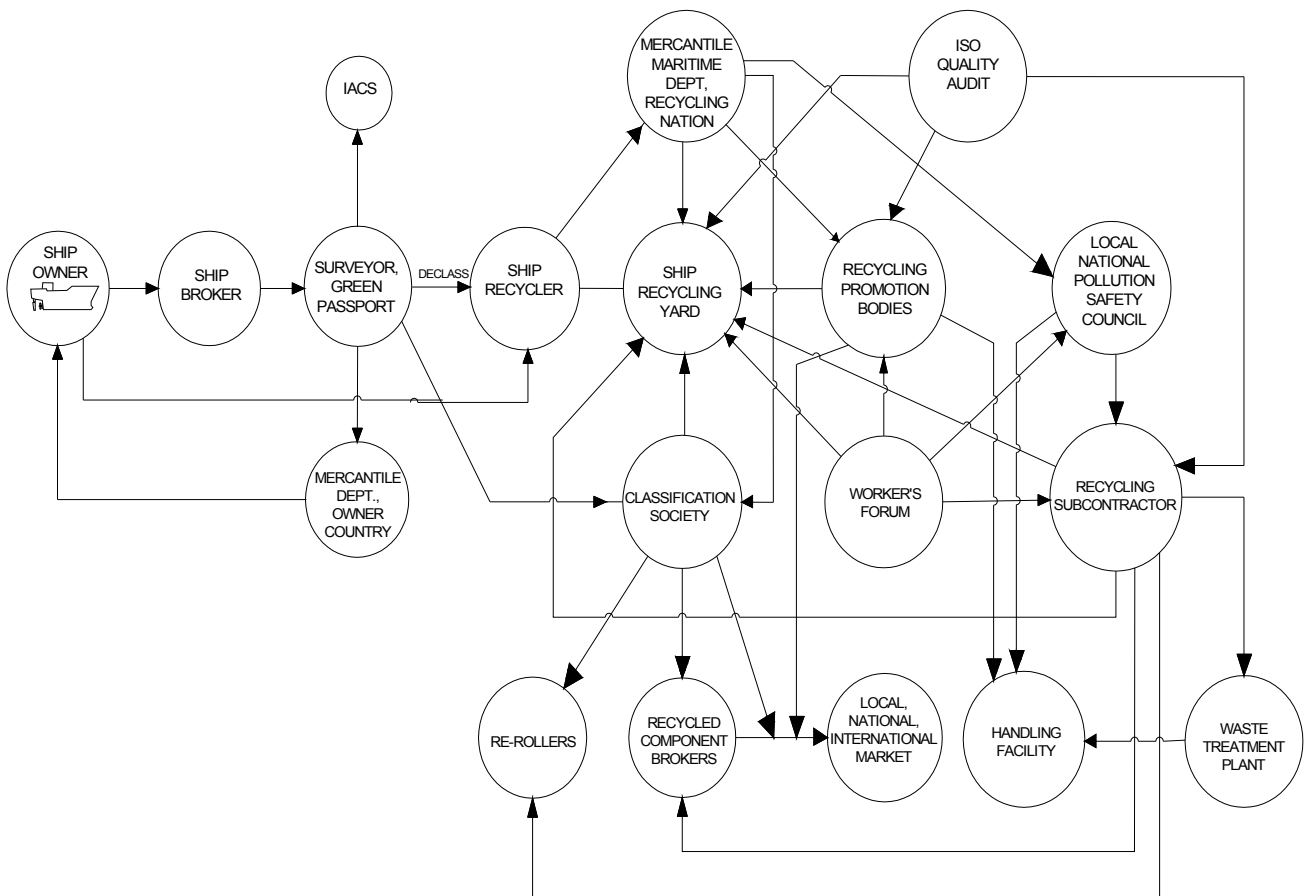 MERCANTILE
MARITIME
DEPT,
RECYCLING
NATION
ISO
QUALITY
AUDIT
IACS
SHIP
OWNER
SHIP
BROKER
SURVEYOR,
GREEN
PASSPORT
DECLASS
SHIP
RECYCLER
SHIP
RECYCLING
YARD
RECYCLING
PROMOTION
BODIES
LOCAL
NATIONAL
POLLUTION
SAFETY
COUNCIL
MERCANTILE
DEPT.,
OWNER
COUNTRY
CLASSIFICATION
SOCIETY
WORKER'S
FORUM
RECYCLING
SUBCONTRACTOR
RE-ROLLERS
RECYCLED
COMPONENT
BROKERS
LOCAL,
NATIONAL,
INTERNATIONAL
MARKET
HANDLING
FACILITY
WASTE
TREATMENT
PLANT